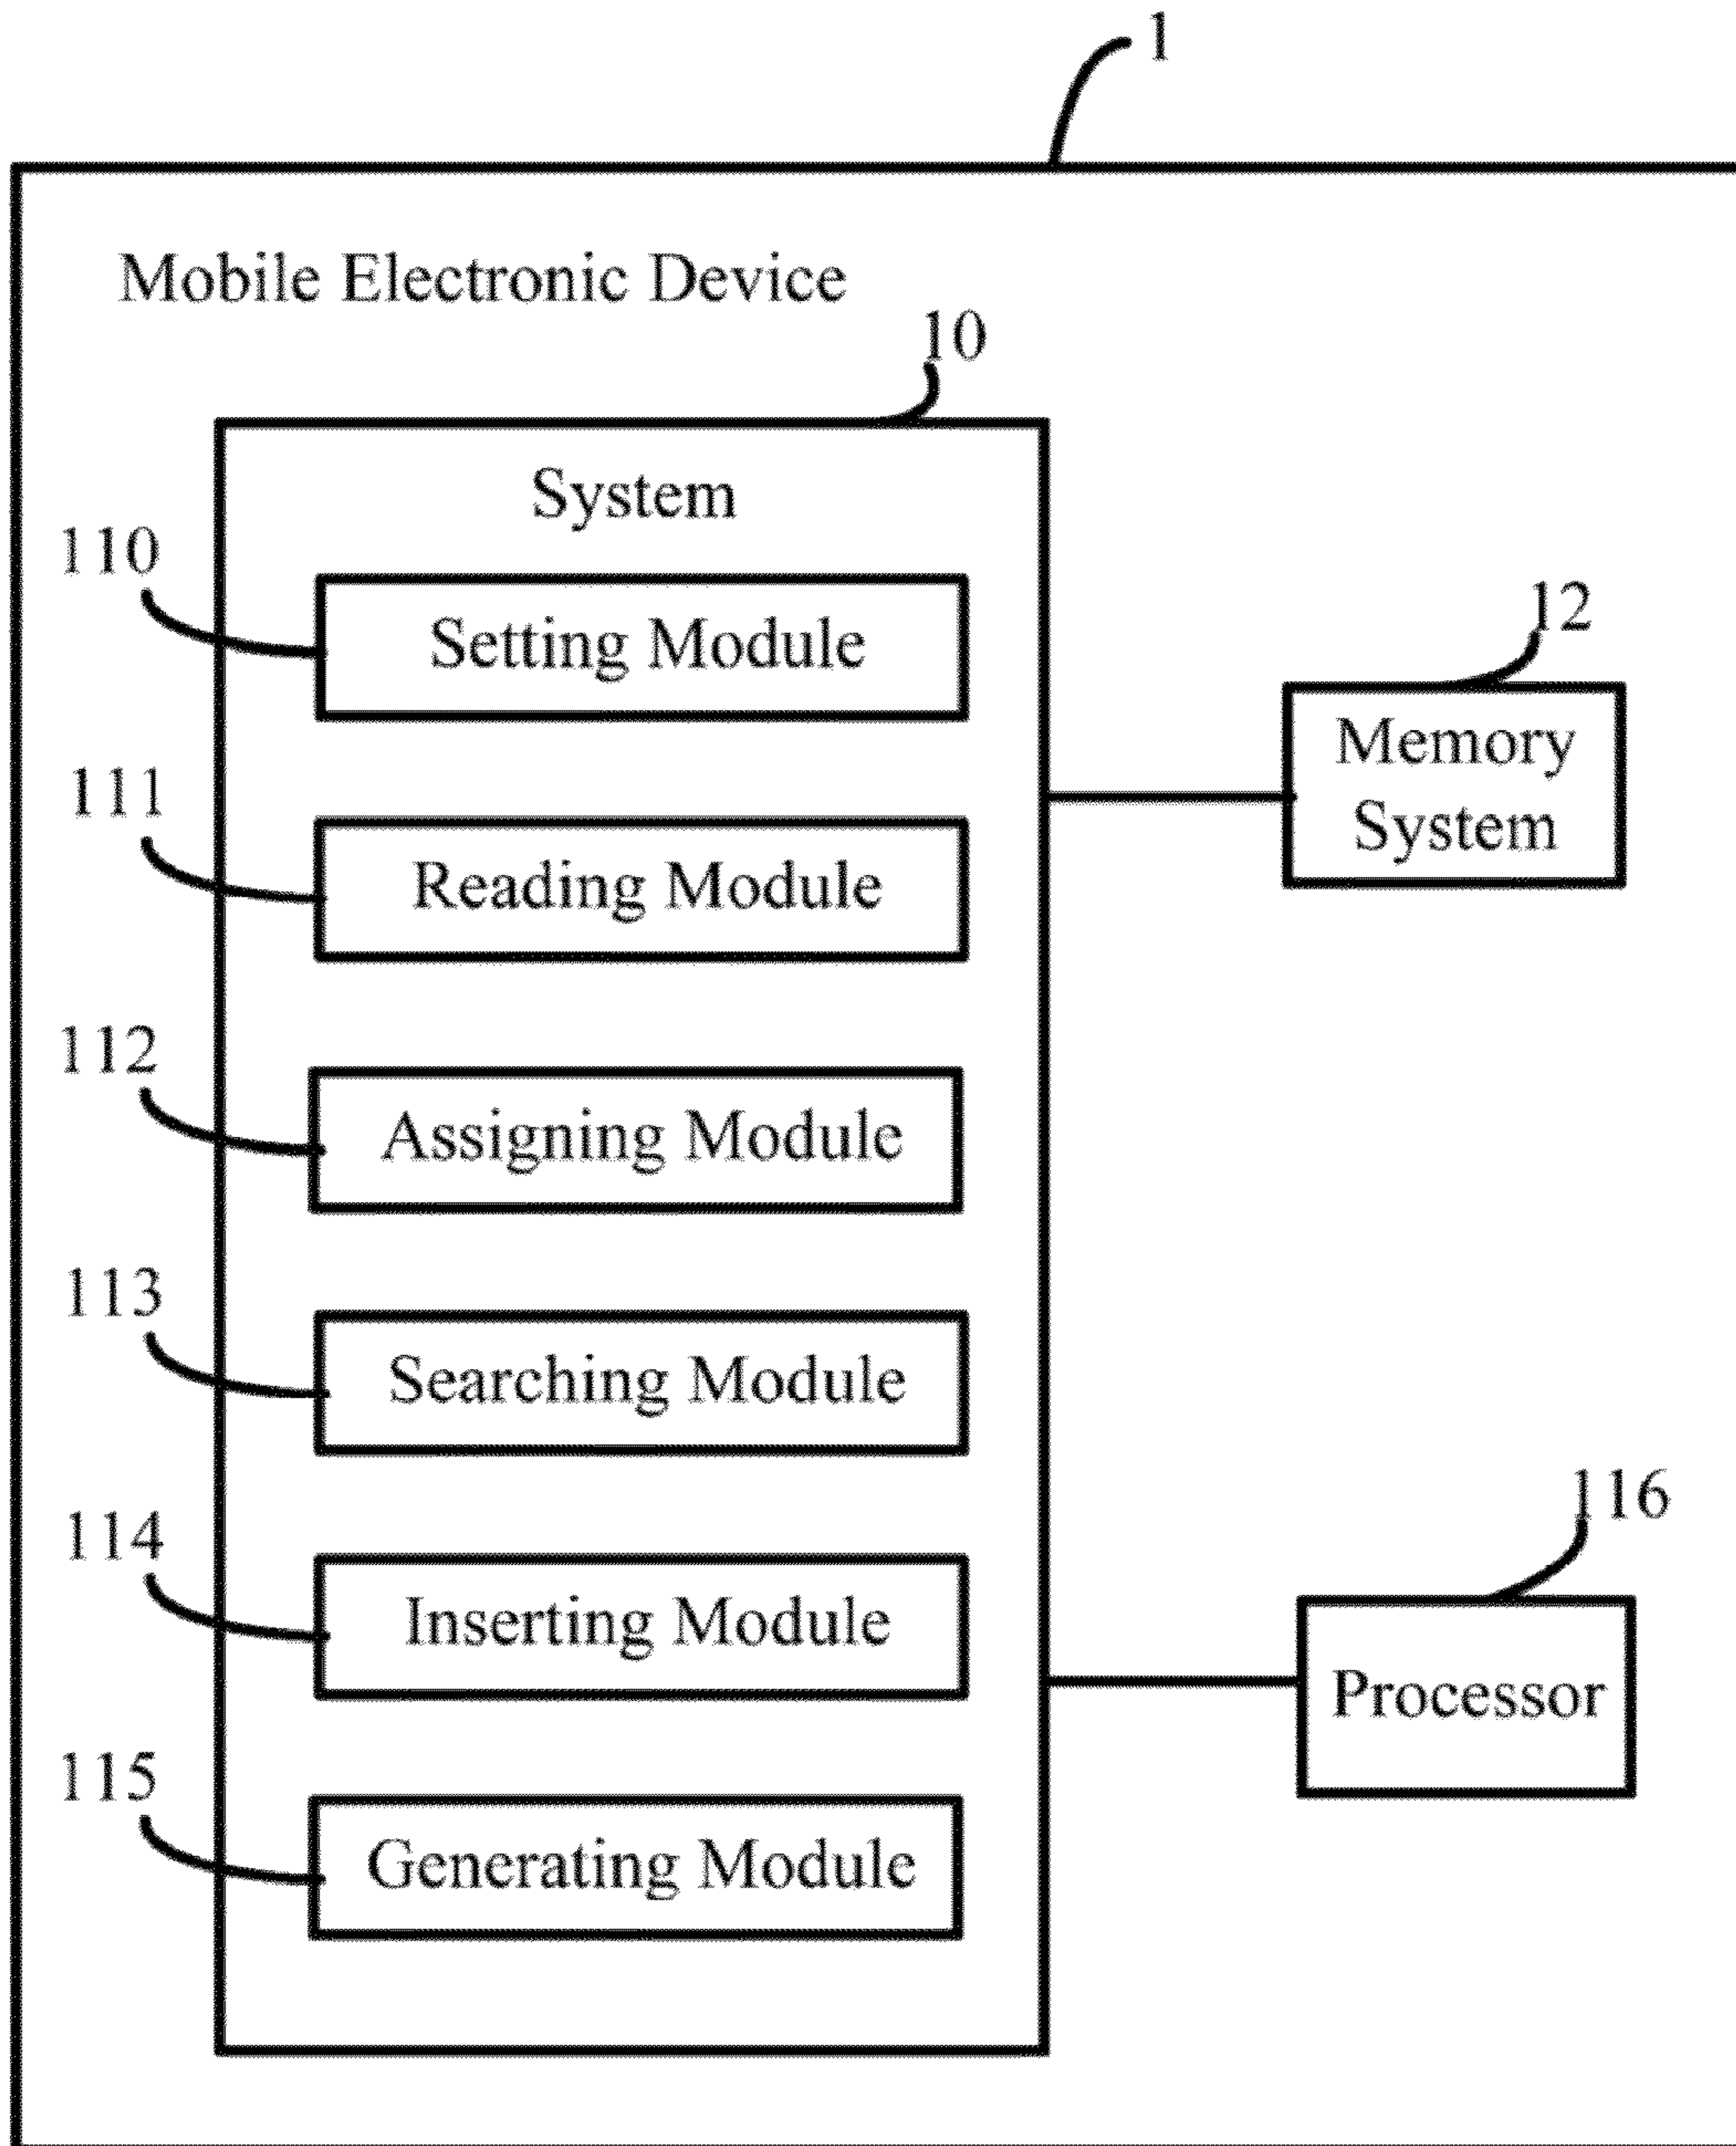 1
Mobile Electronic Device
10
System
110
Setting Module
12
Memory
System
111
Reading Module
112
Assigning Module
113
Searching Module
114
Inserting Module
116
Processor
115
Generating Module